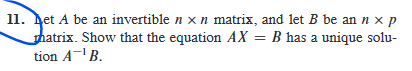 11. Let A be an invertible n × n matrix, and let B be an n × p
matrix. Show that the equation AX = B has a unique solu-
tion A⁻¹B.